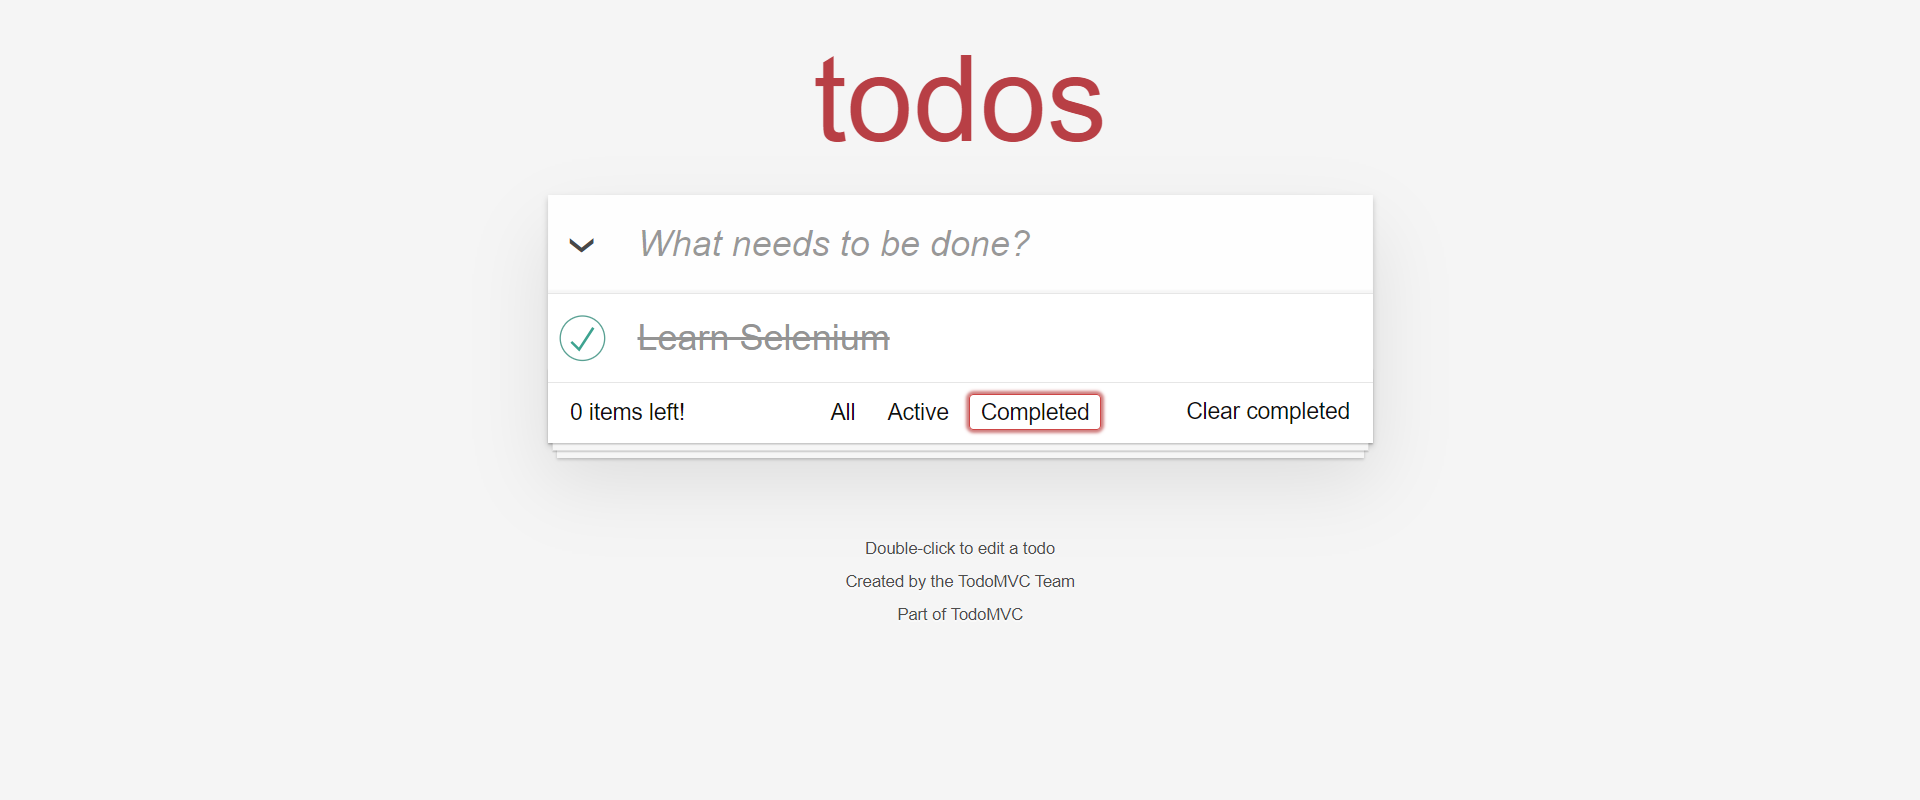 todos
What needs to be done?
Learn Selenium
0 items left! All Active Completed Clear completed
Double-click to edit a todo
Created by the TodoMVC Team
Part of TodoMVC